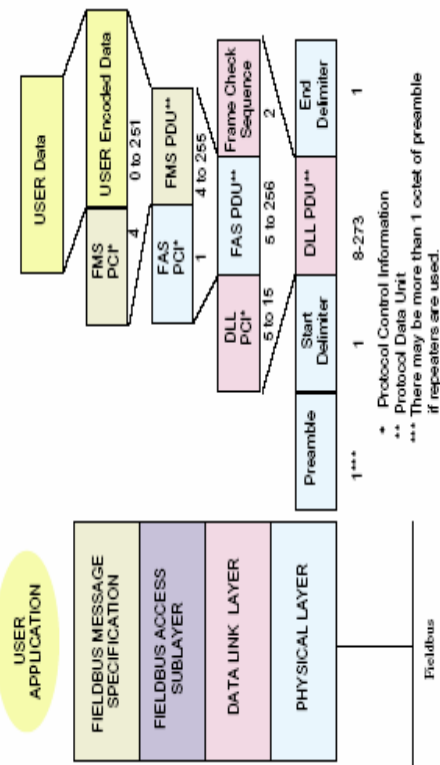 USER
APPLICATION
FIELDBUS MESSAGE
SPECIFICATION
FIELDBUS ACCESS
SUBLAYER
DATA LINK LAYER
PHYSICAL LAYER
Fieldbus
USER Data
FMS
PCI*
USER Encoded Data
4
0 to 251
FAS
PCI*
FMS PDU**
1
4 to 255
DLL
PCI*
FAS PDU**
Frame Check
Sequence
5 to 15
5 to 256
2
Preamble
Start
Delimiter
DLL PDU**
End
Delimiter
1***
1
8-273
1
* Protocol Control Information
** Protocol Data Unit
*** There may be more than 1 octet of preamble
if repeaters are used.